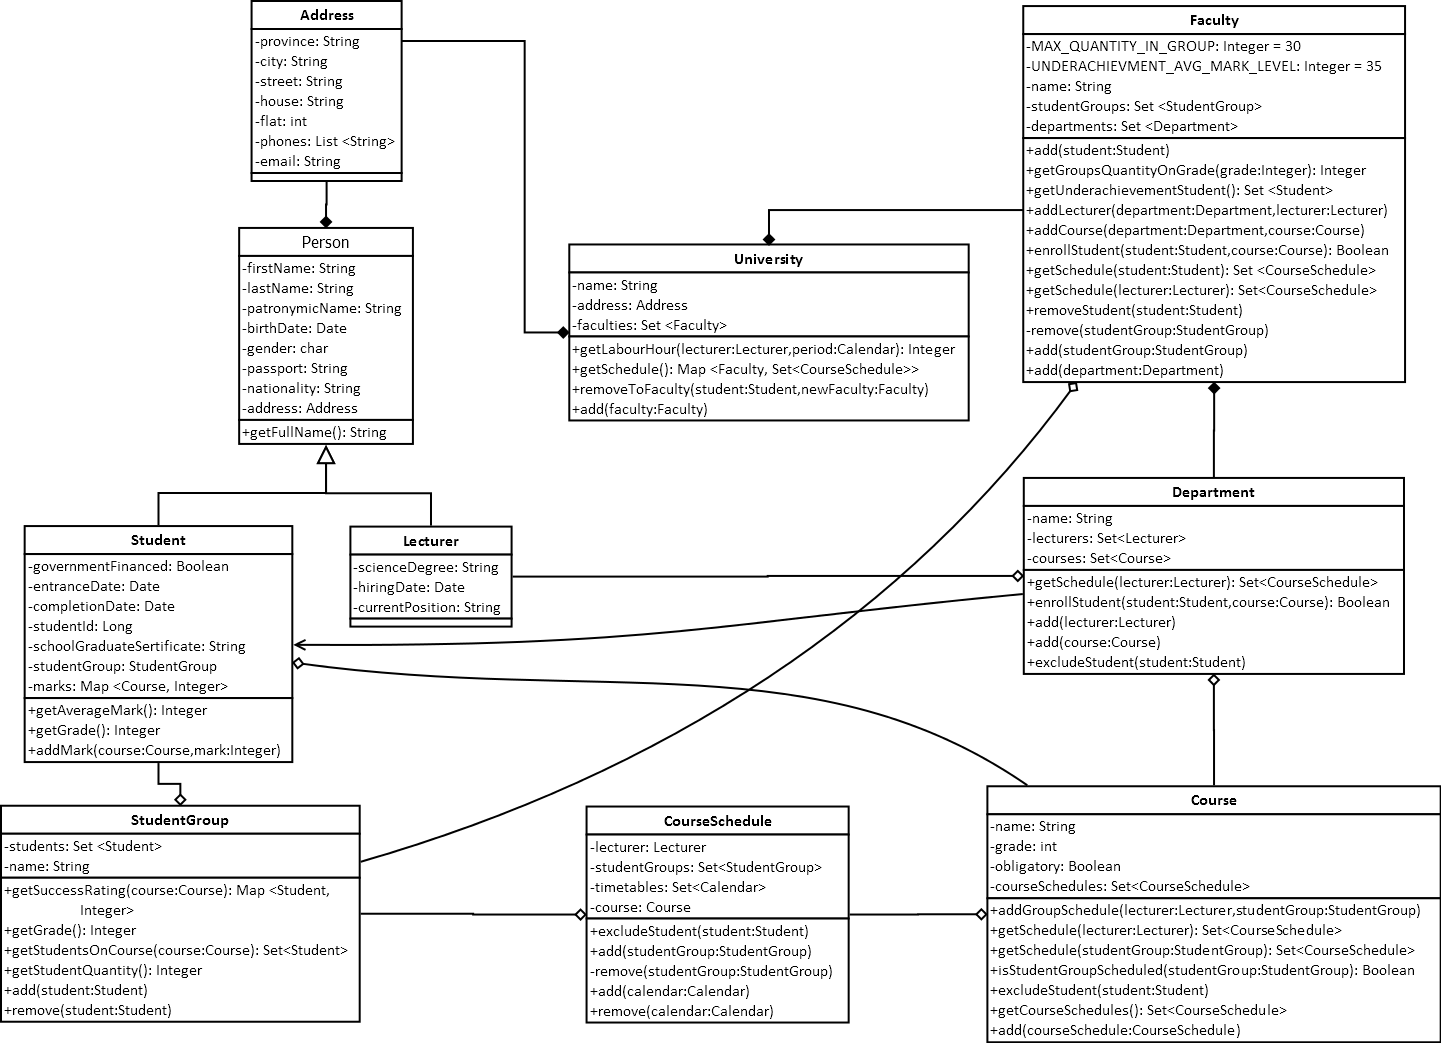 Address
-province: String
-city: String
-street: String
-house: String
-flat: int
-phones: List <String>
-email: String
Faculty
-MAX_QUANTITY_IN_GROUP: Integer = 30
-UNDERACHIEVMENT_AVG_MARK_LEVEL: Integer = 35
-name: String
-studentGroups: Set <StudentGroup>
-departments: Set <Department>
+add(student:Student)
+getGroupsQuantityOnGrade(grade:Integer): Integer
+getUnderachievementStudent(): Set <Student>
+addLecturer(department:Department,lecturer:Lecturer)
+addCourse(department:Department,course:Course)
+enrollStudent(student:Student,course:Course): Boolean
+getSchedule(student:Student): Set <CourseSchedule>
+getSchedule(lecturer:Lecturer): Set<CourseSchedule>
+removeStudent(student:Student)
-remove(studentGroup:StudentGroup)
+add(studentGroup:StudentGroup)
+add(department:Department)
Person
-firstName: String
-lastName: String
-patronymicName: String
-birthDate: Date
-gender: char
-passport: String
-nationality: String
-address: Address
+getFullName(): String
University
-name: String
-address: Address
-faculties: Set <Faculty>
+getLabourHour(lecturer:Lecturer,period:Calendar): Integer
+getSchedule(): Map <Faculty, Set<CourseSchedule>>
+removeToFaculty(student:Student,newFaculty:Faculty)
+add(faculty:Faculty)
Student
-governmentFinanced: Boolean
-entranceDate: Date
-completionDate: Date
-studentId: Long
-schoolGraduateSertificate: String
-studentGroup: StudentGroup
-marks: Map <Course, Integer>
+getAverageMark(): Integer
+getGrade(): Integer
+addMark(course:Course,mark:Integer)
Lecturer
-scienceDegree: String
-hiringDate: Date
-currentPosition: String
Department
-name: String
-lecturers: Set<Lecturer>
-courses: Set<Course>
+getSchedule(lecturer:Lecturer): Set<CourseSchedule>
+enrollStudent(student:Student,course:Course): Boolean
+add(lecturer:Lecturer)
+add(course:Course)
+excludeStudent(student:Student)
StudentGroup
-students: Set <Student>
-name: String
+getSuccessRating(course:Course): Map <Student,
Integer>
+getGrade(): Integer
+getStudentsOnCourse(course:Course): Set<Student>
+getStudentQuantity(): Integer
+add(student:Student)
+remove(student:Student)
CourseSchedule
-lecturer: Lecturer
-studentGroups: Set<StudentGroup>
-timetables: Set<Calendar>
-course: Course
+excludeStudent(student:Student)
+add(studentGroup:StudentGroup)
-remove(studentGroup:StudentGroup)
+add(calendar:Calendar)
+remove(calendar:Calendar)
Course
-name: String
-grade: int
-obligatory: Boolean
-courseSchedules: Set<CourseSchedule>
+addGroupSchedule(lecturer:Lecturer,studentGroup:StudentGroup)
+getSchedule(lecturer:Lecturer): Set<CourseSchedule>
+getSchedule(studentGroup:StudentGroup): Set<CourseSchedule>
+isStudentGroupScheduled(studentGroup:StudentGroup): Boolean
+excludeStudent(student:Student)
+getCourseSchedules(): Set<CourseSchedule>
+add(courseSchedule:CourseSchedule)